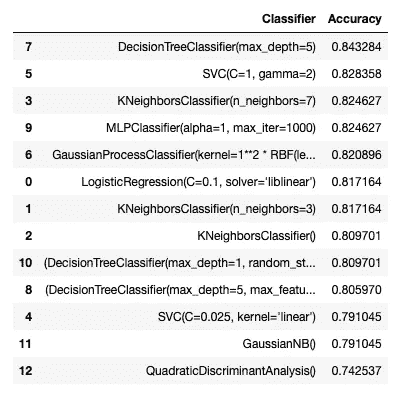 Classifier Accuracy
7 DecisionTreeClassifier(max_depth=5) 0.843284
5 SVC(C=1, gamma=2) 0.828358
3 KNeighborsClassifier(n_neighbors=7) 0.824627
9 MLPClassifier(alpha=1, max_iter=1000) 0.824627
6 GaussianProcessClassifier(kernel=1**2 * RBF(le... 0.820896
0 LogisticRegression(C=0.1, solver='liblinear') 0.817164
1 KNeighborsClassifier(n_neighbors=3) 0.817164
2 KNeighborsClassifier() 0.809701
10 (DecisionTreeClassifier(max_depth=1, random_st... 0.809701
8 (DecisionTreeClassifier(max_depth=5, max_featu... 0.805970
4 SVC(C=0.025, kernel='linear') 0.791045
11 GaussianNB() 0.791045
12 QuadraticDiscriminantAnalysis() 0.742537